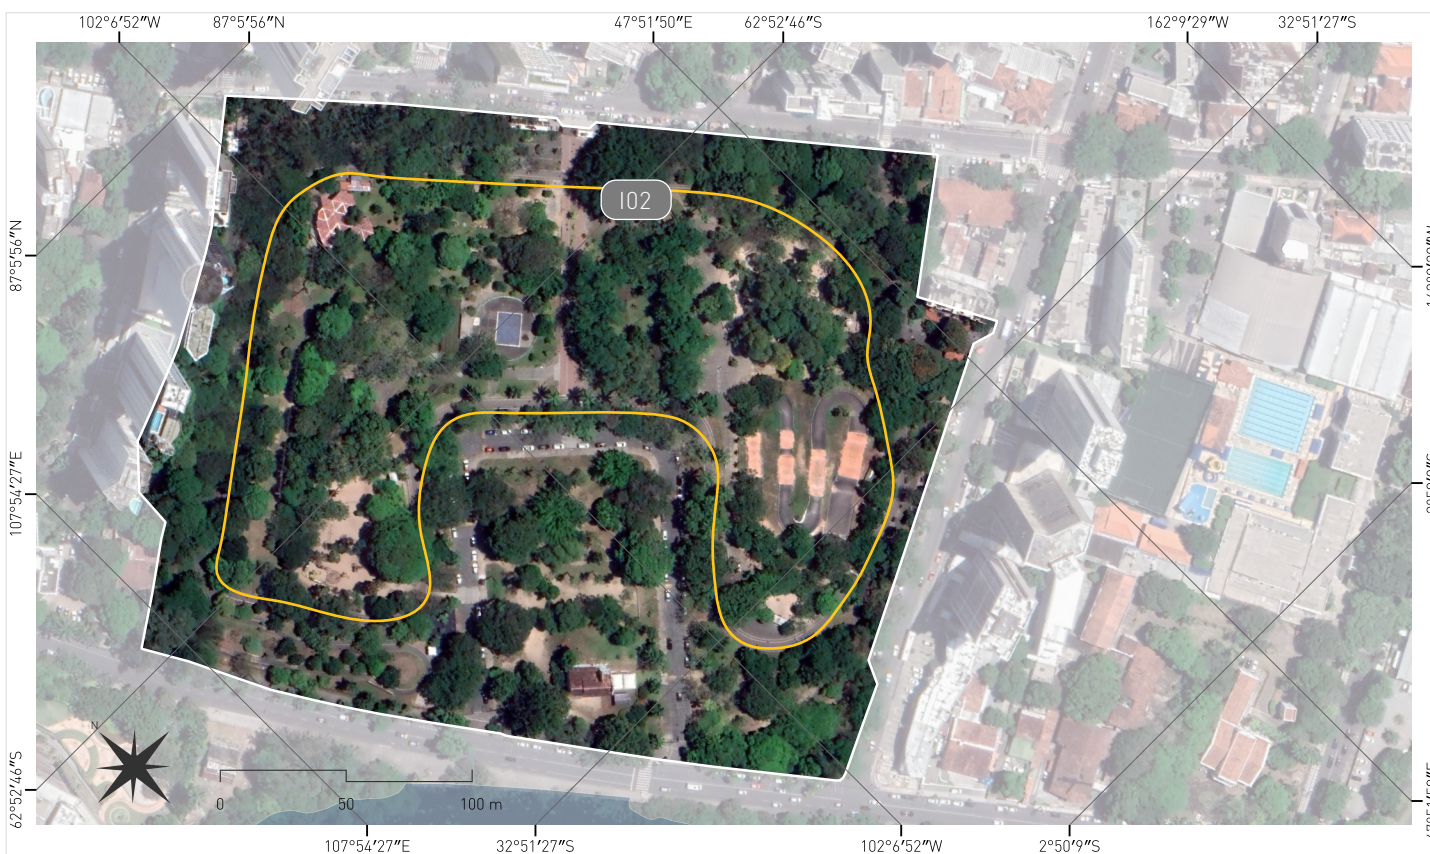 102°6′52″W 87°5′56″N 47°51′50″E 62°52′46″S 162°9′29″W 32°51′27″S
87°5′56″N
107°54′27″E
62°52′46″S
I02
N
0 50 100 m
107°54′27″E 32°51′27″S 102°6′52″W 2°50′9″S